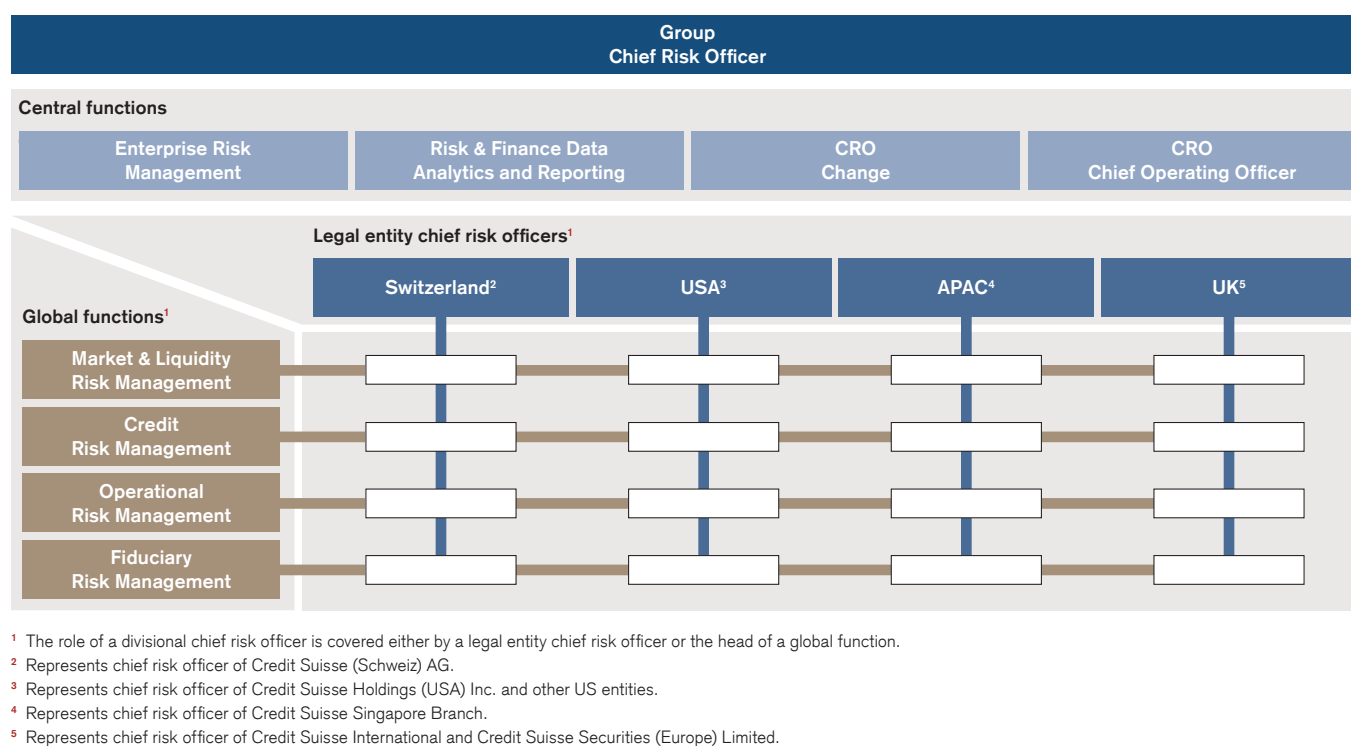 Group
Chief Risk Officer
Central functions
Enterprise Risk
Management
Risk & Finance Data
Analytics and Reporting
CRO
Change
CRO
Chief Operating Officer
Legal entity chief risk officers¹
Switzerland²
USA³
APAC⁴
UK⁵
Global functions¹
Market & Liquidity
Risk Management
Credit
Risk Management
Operational
Risk Management
Fiduciary
Risk Management
¹ The role of a divisional chief risk officer is covered either by a legal entity chief risk officer or the head of a global function.
² Represents chief risk officer of Credit Suisse (Schweiz) AG.
³ Represents chief risk officer of Credit Suisse Holdings (USA) Inc. and other US entities.
⁴ Represents chief risk officer of Credit Suisse Singapore Branch.
⁵ Represents chief risk officer of Credit Suisse International and Credit Suisse Securities (Europe) Limited.